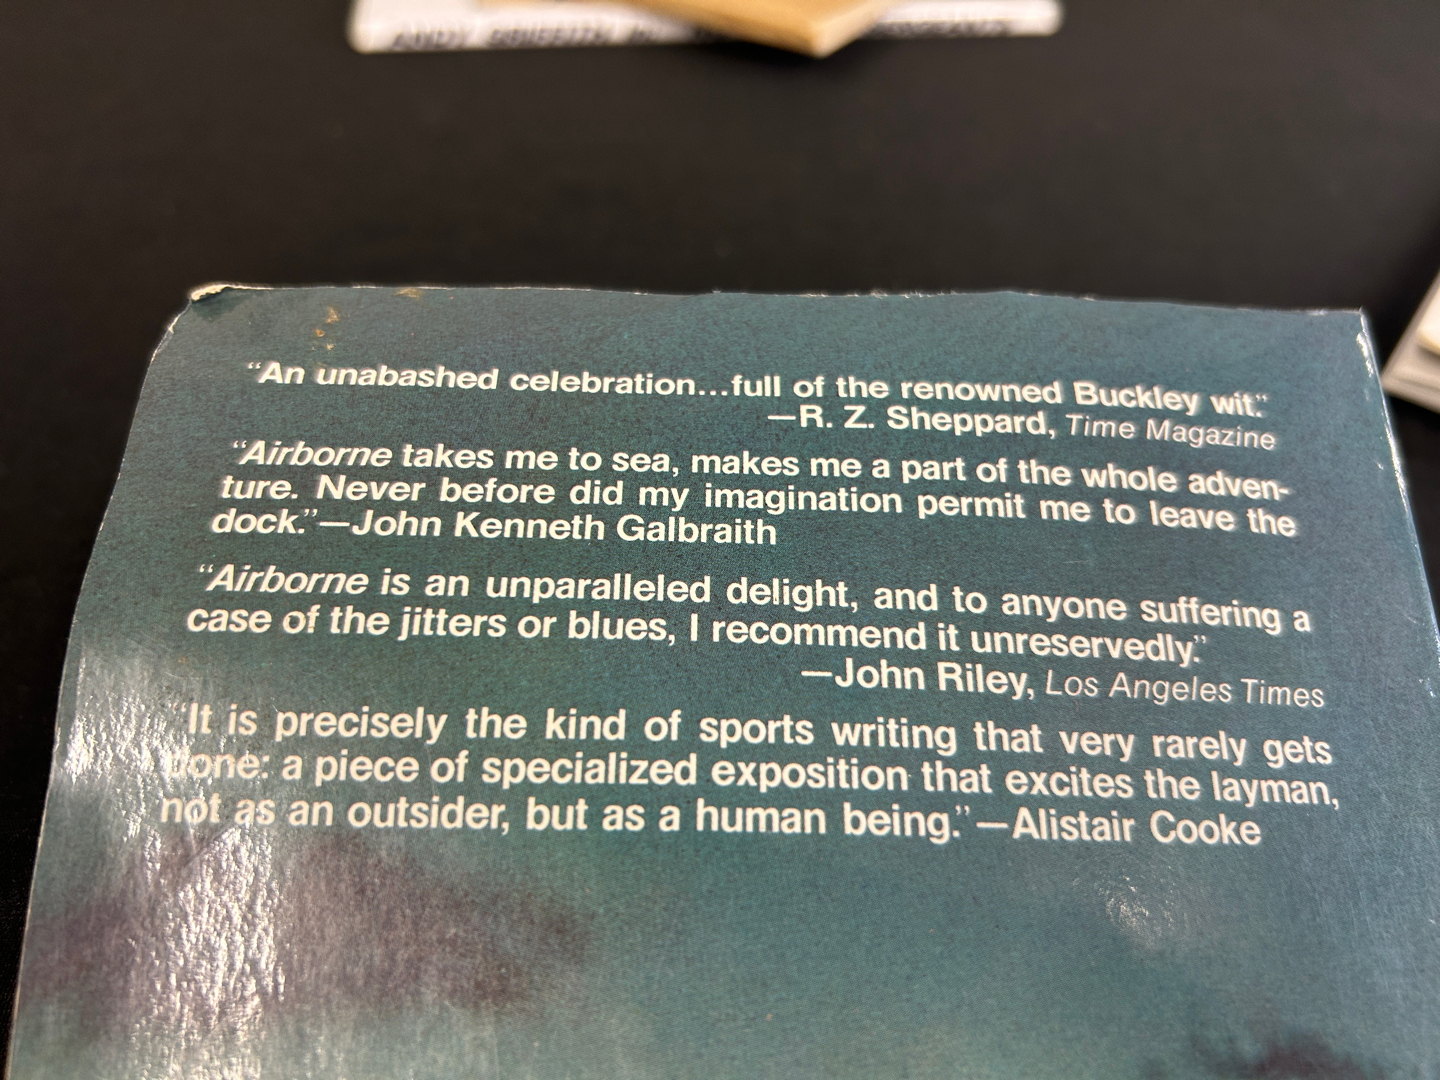 ANDY GRIFFITH
“An unabashed celebration...full of the renowned Buckley wit.”
—R. Z. Sheppard, Time Magazine
“Airborne takes me to sea, makes me a part of the whole adven-
ture. Never before did my imagination permit me to leave the
dock.”—John Kenneth Galbraith
“Airborne is an unparalleled delight, and to anyone suffering a
case of the jitters or blues, I recommend it unreservedly.”
—John Riley, Los Angeles Times
“It is precisely the kind of sports writing that very rarely gets
done: a piece of specialized exposition that excites the layman,
not as an outsider, but as a human being.”—Alistair Cooke